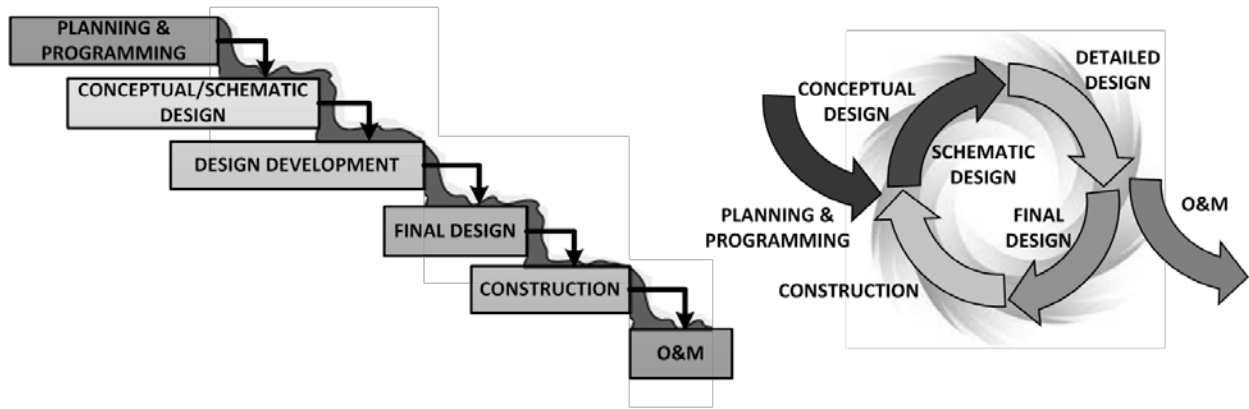 PLANNING &
PROGRAMMING
CONCEPTUAL/SCHEMATIC
DESIGN
DESIGN DEVELOPMENT
FINAL DESIGN
CONSTRUCTION
O&M
CONCEPTUAL
DESIGN
DETAILED
DESIGN
SCHEMATIC
DESIGN
PLANNING &
PROGRAMMING
FINAL
DESIGN
O&M
CONSTRUCTION